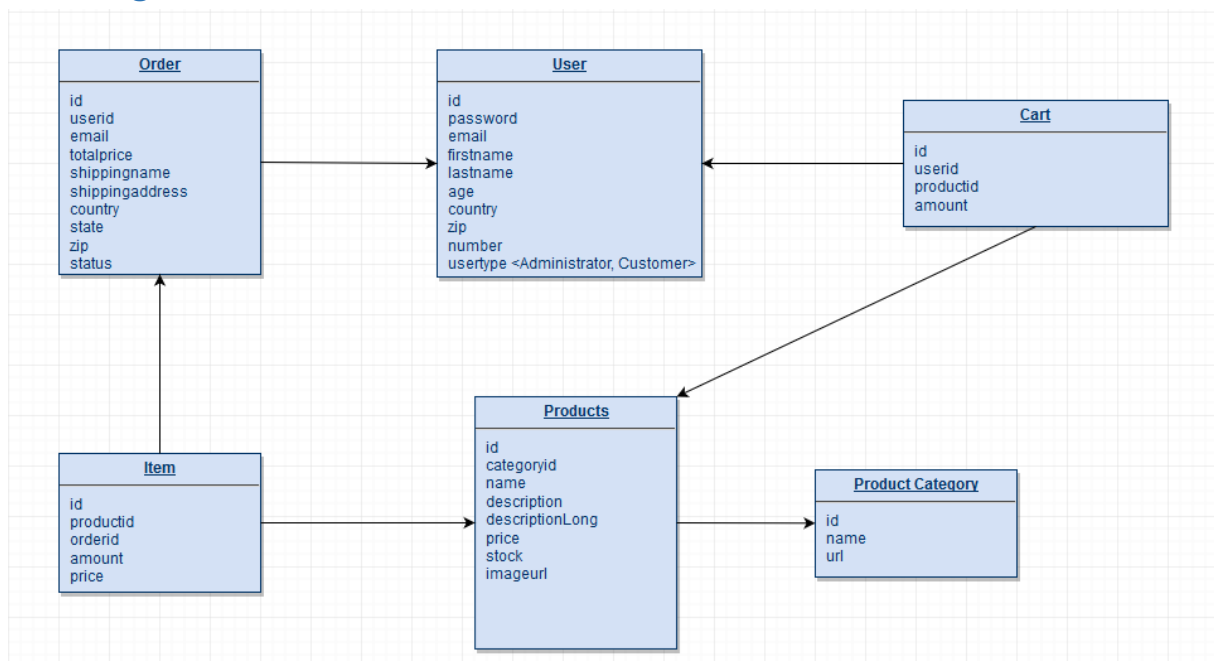 Order
id
userid
email
totalprice
shippingname
shippingaddress
country
state
zip
status
User
id
password
email
firstname
lastname
age
country
zip
number
usertype <Administrator, Customer>
Cart
id
userid
productid
amount
Item
id
productid
orderid
amount
price
Products
id
categoryid
name
description
descriptionLong
price
stock
imageurl
Product Category
id
name
url